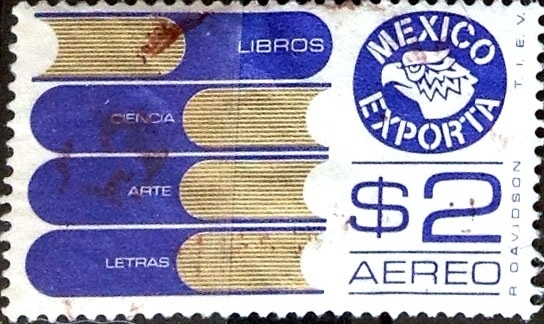 LIBROS
CIENCIA
ARTE
LETRAS
MEXICO
EXPORTA
$2
AEREO
R DAVIDSON
T.I.E.V.